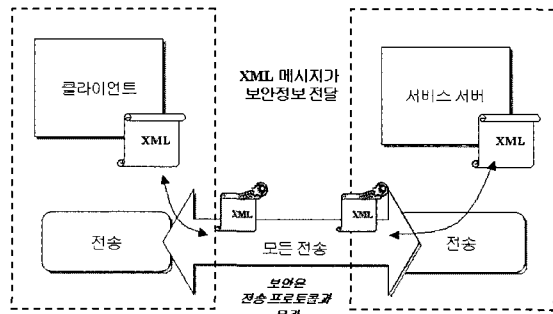 클라이언트
XML
XML 메시지가
보안정보 전달
서비스 서버
XML
XML
XML
전송
모든 전송
전송
보안은
전송 프로토콜과